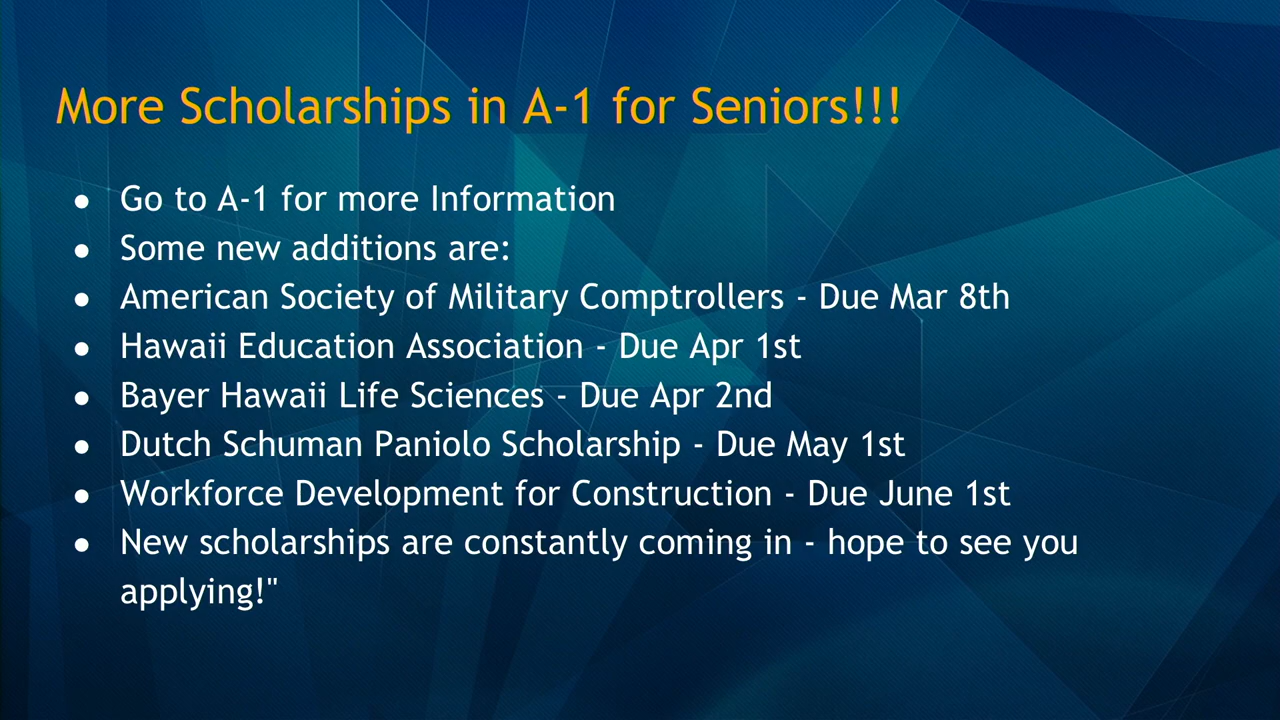 More Scholarships in A-1 for Seniors!!!
● Go to A-1 for more Information
● Some new additions are:
● American Society of Military Comptrollers - Due Mar 8th
● Hawaii Education Association - Due Apr 1st
● Bayer Hawaii Life Sciences - Due Apr 2nd
● Dutch Schuman Paniolo Scholarship - Due May 1st
● Workforce Development for Construction - Due June 1st
● New scholarships are constantly coming in - hope to see you
applying!"